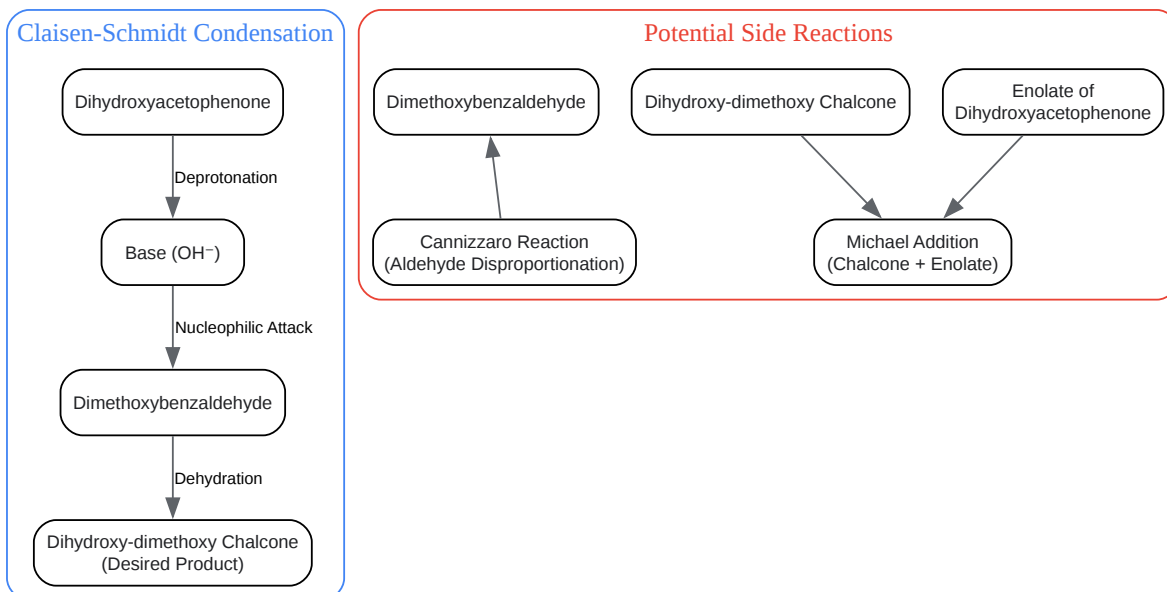 Claisen-Schmidt Condensation
Dihydroxyacetophenone
Deprotonation
Base (OH⁻)
Nucleophilic Attack
Dimethoxybenzaldehyde
Dehydration
Dihydroxy-dimethoxy Chalcone
(Desired Product)
Potential Side Reactions
Dimethoxybenzaldehyde
Dihydroxy-dimethoxy Chalcone
Enolate of
Dihydroxyacetophenone
Cannizzaro Reaction
(Aldehyde Disproportionation)
Michael Addition
(Chalcone + Enolate)